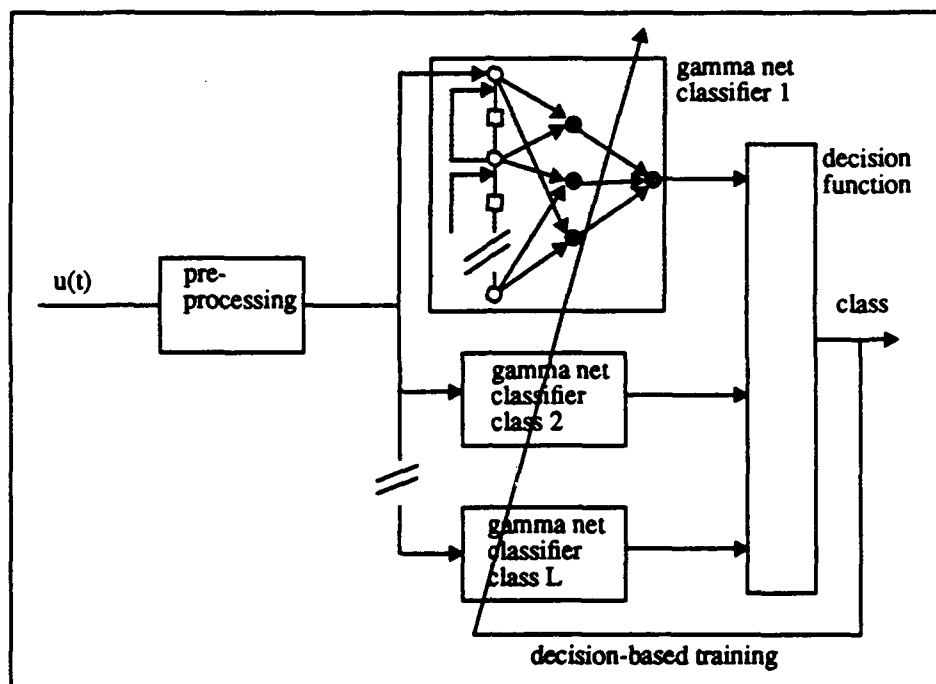 gamma net
classifier 1
decision
function
u(t)
pre-
processing
class
gamma net
classifier
class 2
gamma net
classifier
class L
decision-based training